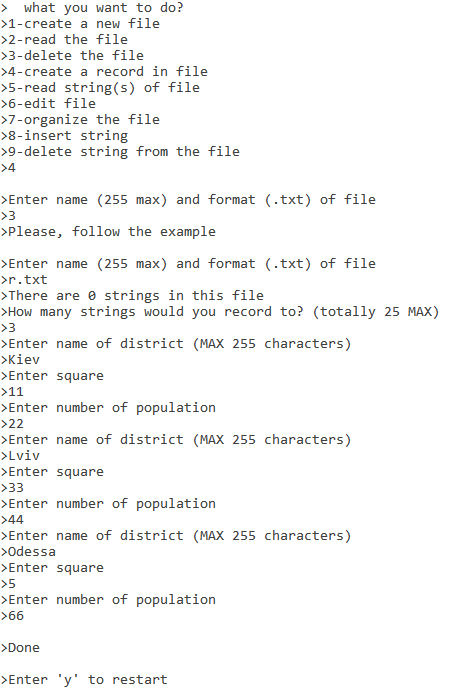 >  what you want to do?
>1-create a new file
>2-read the file
>3-delete the file
>4-create a record in file
>5-read string(s) of file
>6-edit file
>7-organize the file
>8-insert string
>9-delete string from the file
>4

>Enter name (255 max) and format (.txt) of file
>3
>Please, follow the example

>Enter name (255 max) and format (.txt) of file
>r.txt
>There are 0 strings in this file
>How many strings would you record to? (totally 25 MAX)
>3
>Enter name of district (MAX 255 characters)
>Kiev
>Enter square
>11
>Enter number of population
>22
>Enter name of district (MAX 255 characters)
>Lviv
>Enter square
>33
>Enter number of population
>44
>Enter name of district (MAX 255 characters)
>Odessa
>Enter square
>5
>Enter number of population
>66

>Done

>Enter 'y' to restart